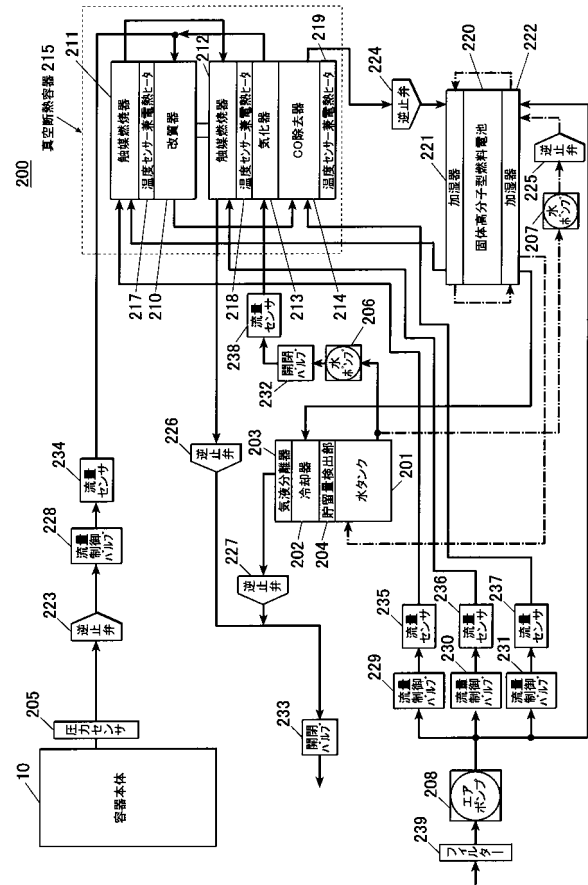 200
真空断熱容器 215
211
212
219
触媒燃焼器
温度センサー兼電熱ヒータ
改質器
触媒燃焼器
温度センサー兼電熱ヒータ
気化器
CO除去器
217
210
218
213
214
224
逆止弁
220
222
221
加湿器
固体高分子型燃料電池
加湿器
逆止弁
225
水ポンプ
207
流量センサ
238
開閉バルブ
232
206
水ポンプ
234
流量センサ
228
流量制御バルブ
223
逆止弁
205
圧力センサ
10
容器本体
226
逆止弁
203
気液分離器
冷却器
貯留量検出部
水タンク
202
204
201
227
逆止弁
233
開閉バルブ
235
流量センサ
236
流量センサ
237
流量センサ
229
流量制御バルブ
230
流量制御バルブ
231
流量制御バルブ
208
エアポンプ
239
フィルター